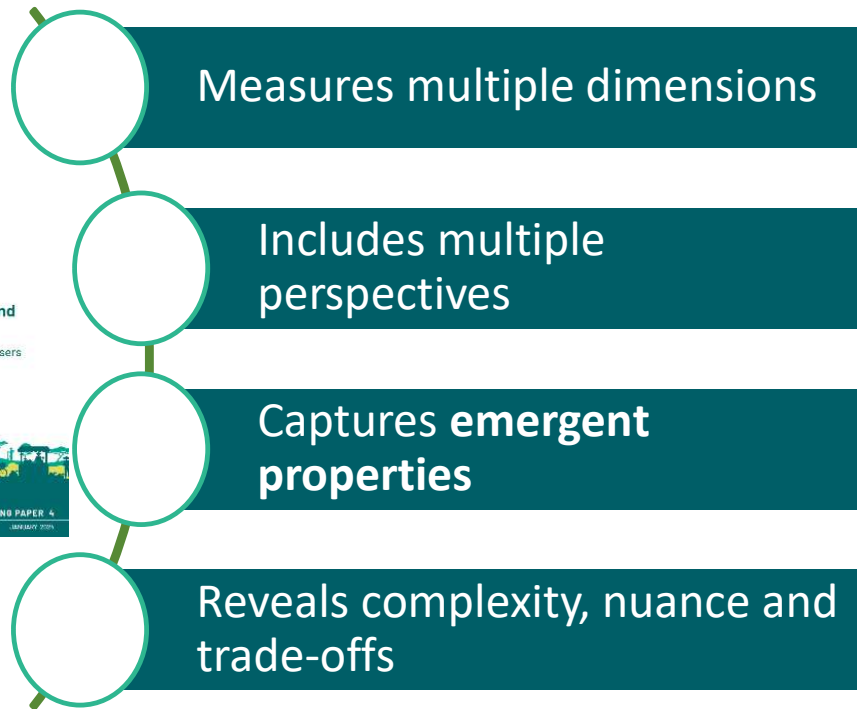 Measures multiple dimensions
Includes multiple
perspectives
nd
sers
Captures emergent
properties
NG PAPER 4
JANUARY
Reveals complexity, nuance and
trade-offs